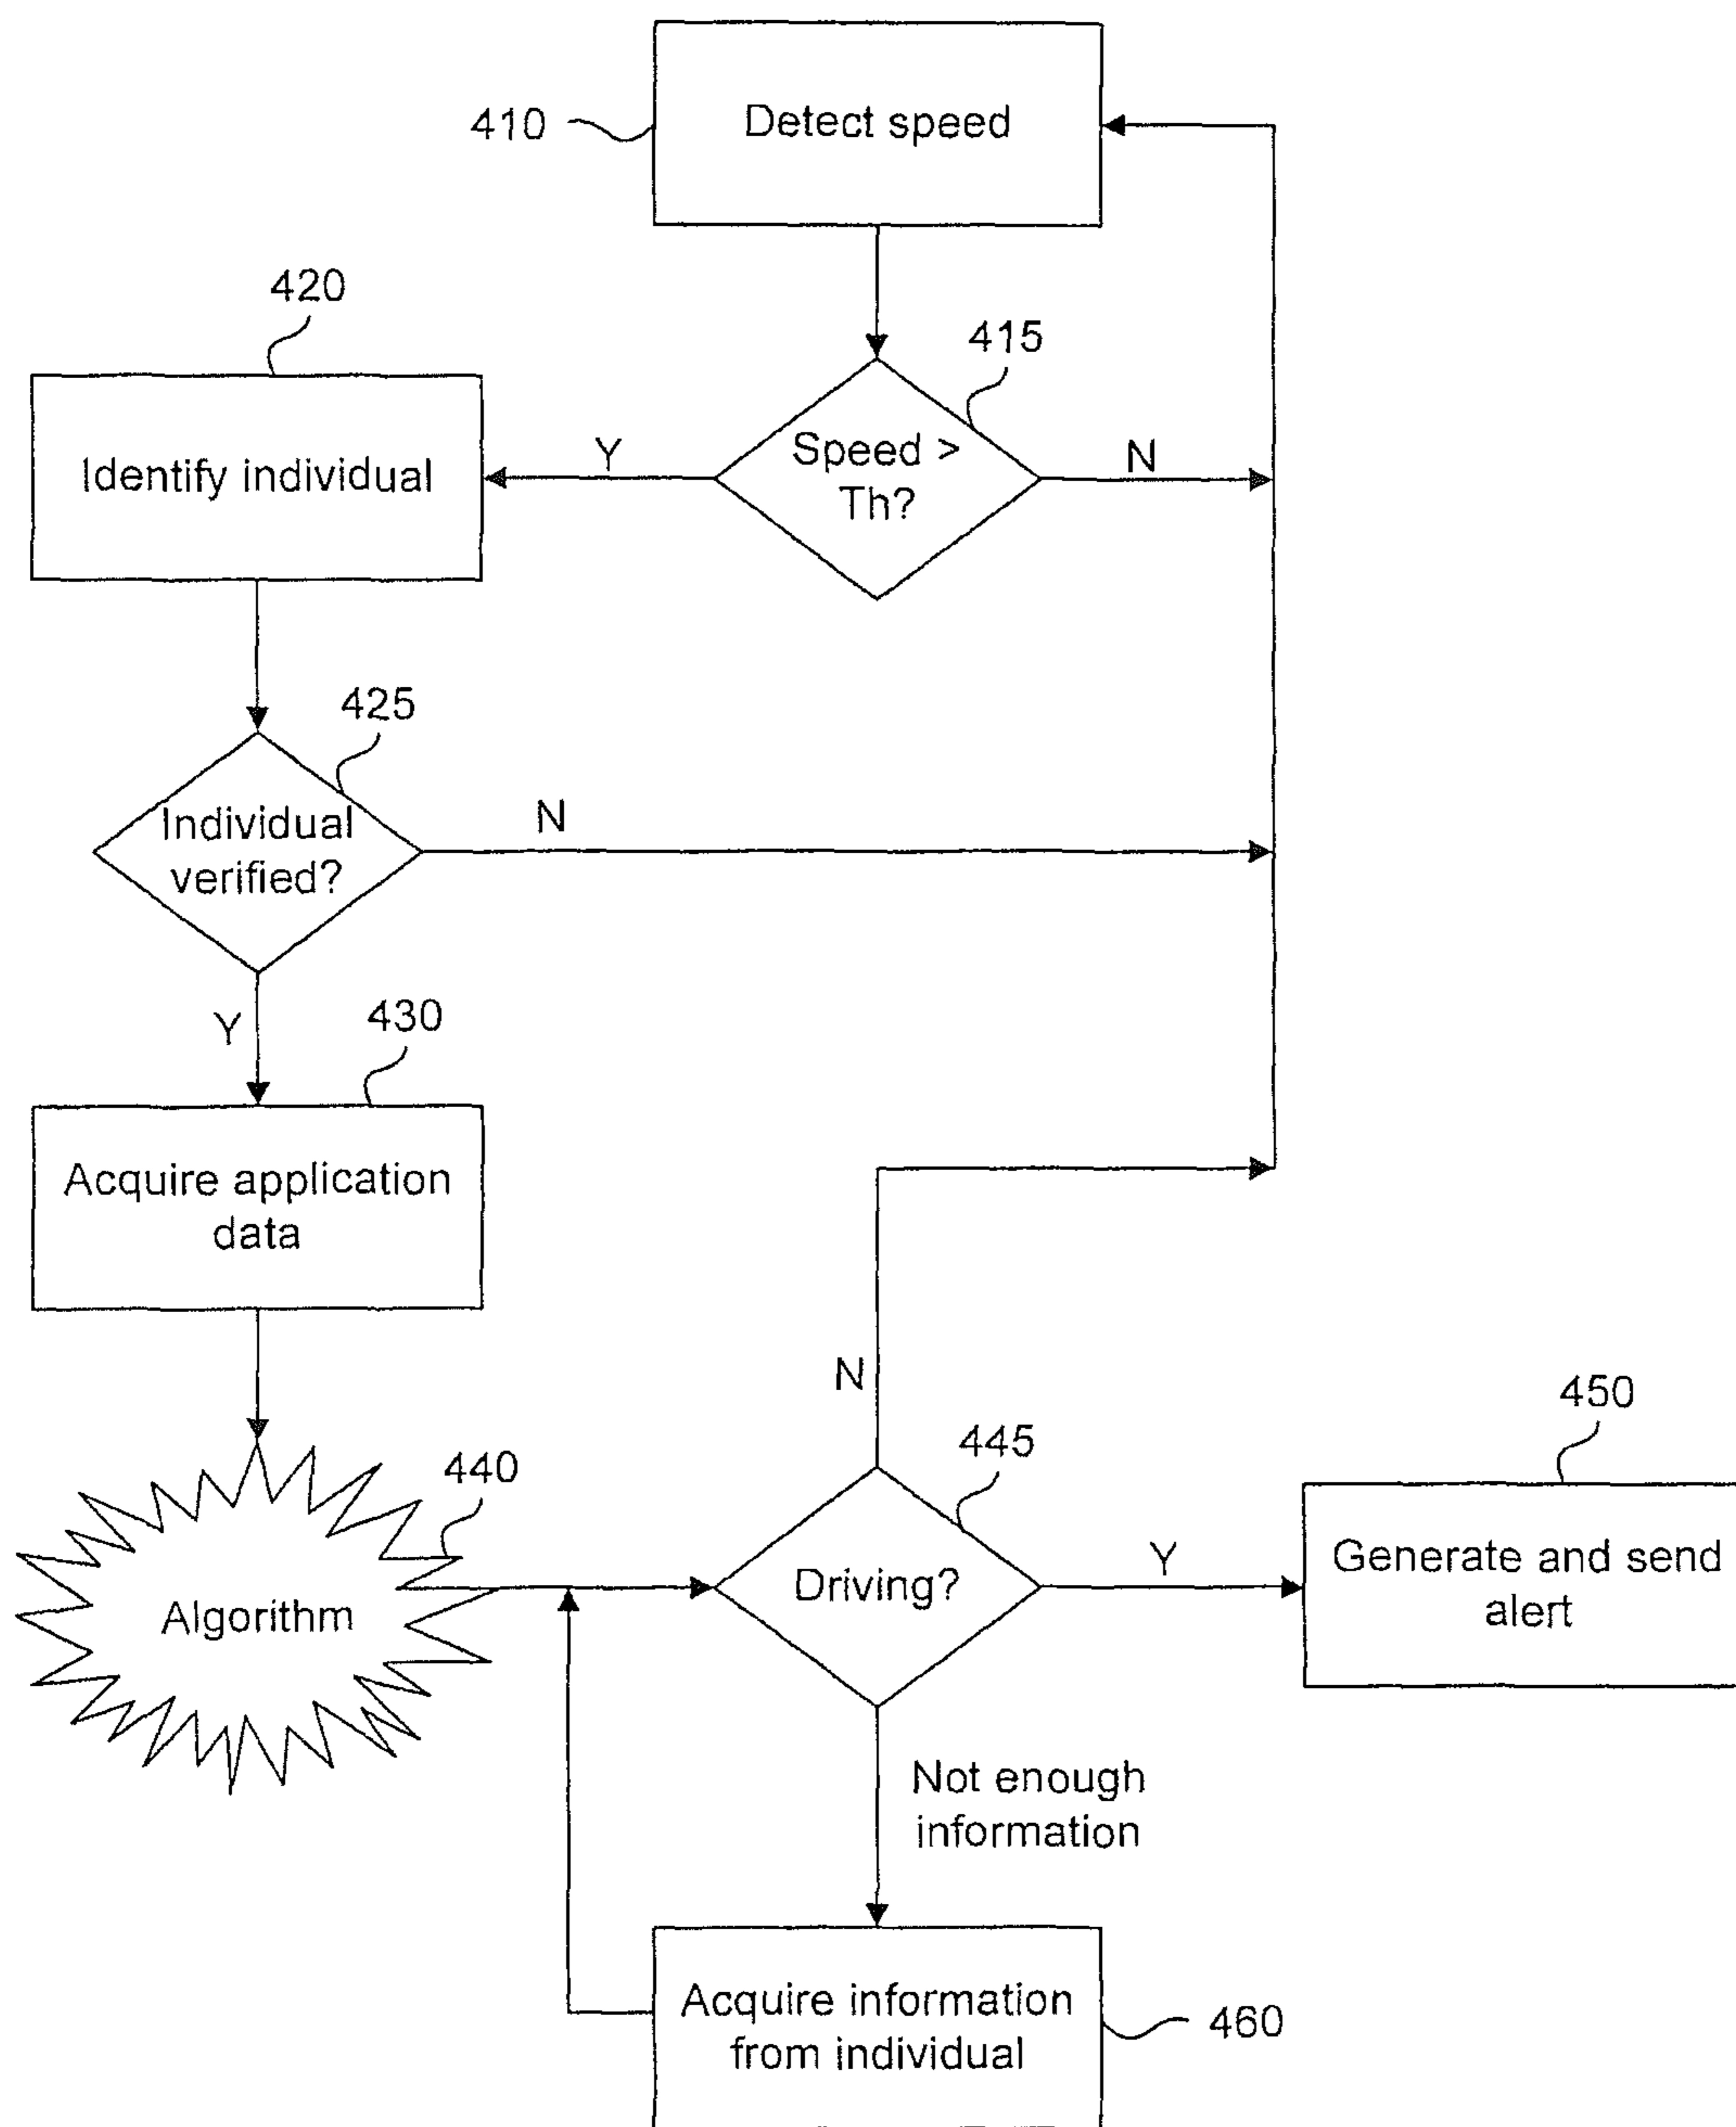 410
Detect speed
420
415
Identify individual
Y
Speed >
Th?
N
425
Individual
verified?
N
Y
430
Acquire application
data
N
450
440
445
Algorithm
Driving?
Y
Generate and send
alert
Not enough
information
Acquire information
from individual
460